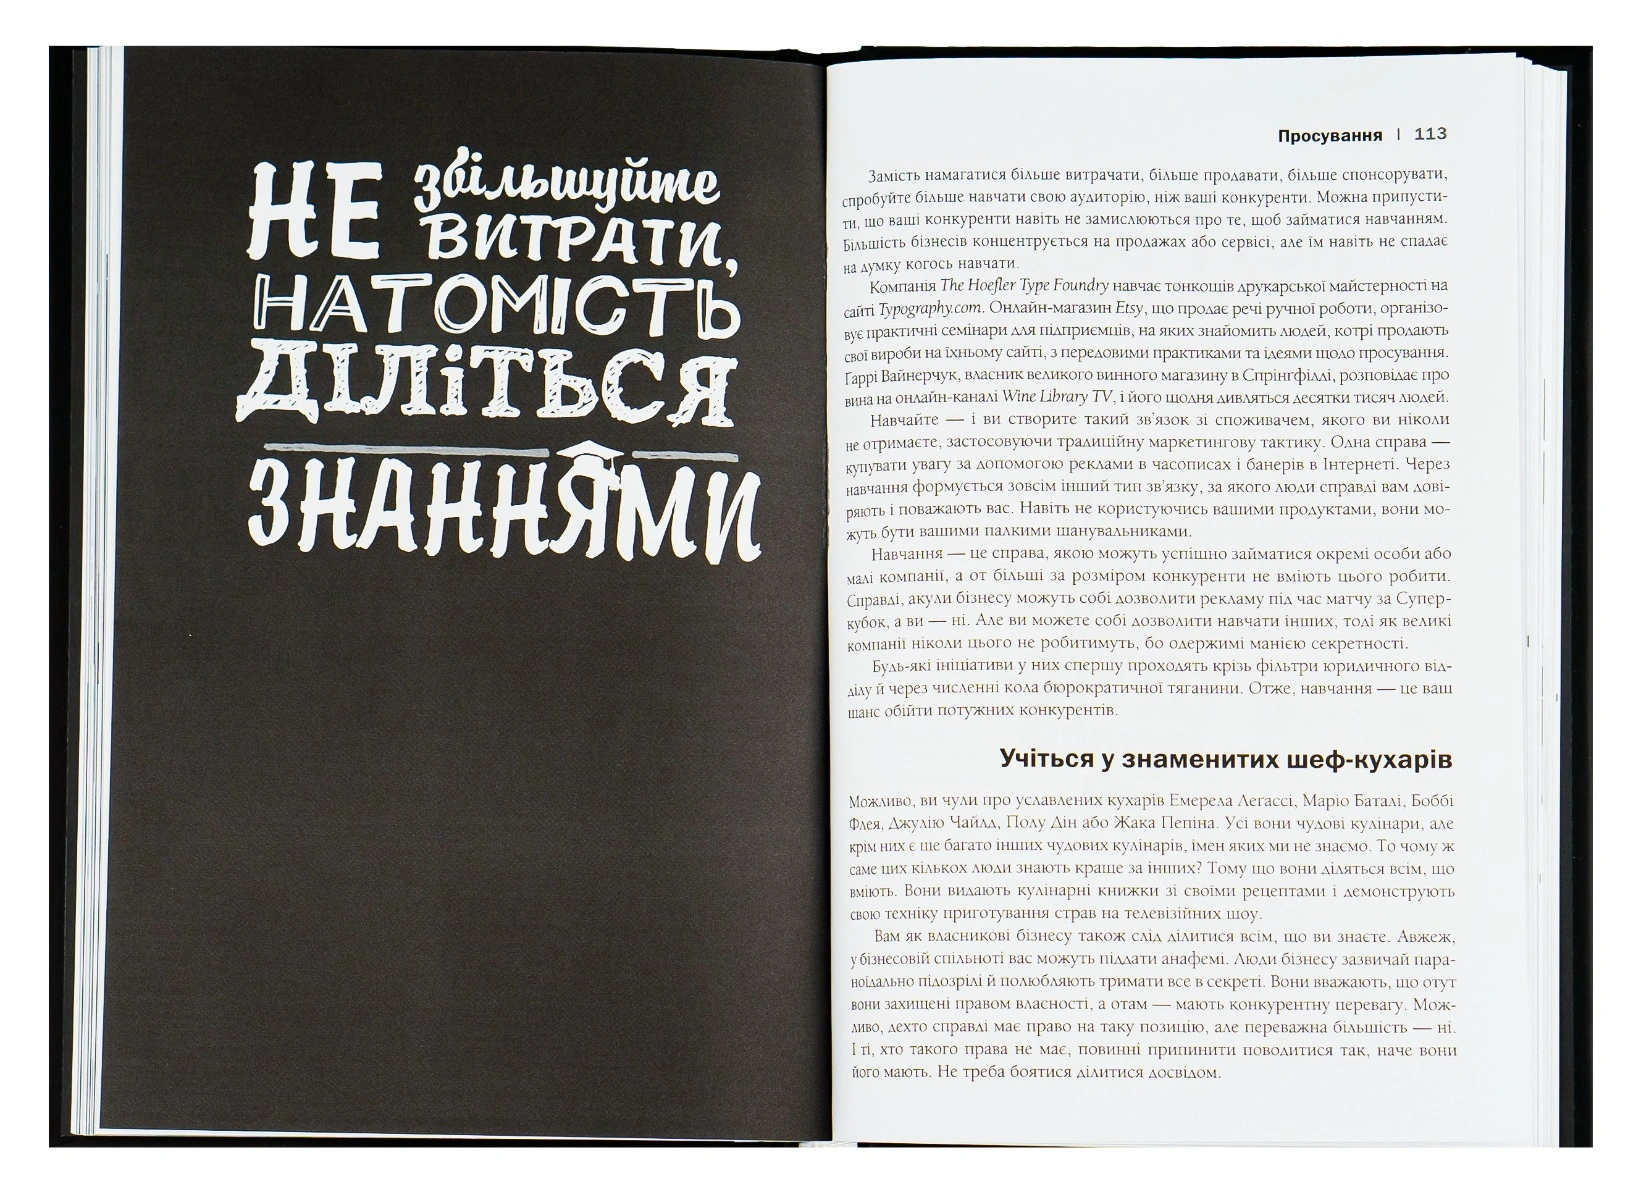 НЕ збільшуйте
ВИТРАТИ,
НАТОМІСТЬ
ДІЛІТЬСЯ
ЗНАННЯМИ
Просування | 113
Замість намагатися більше витрачати, більше продавати, більше спонсорувати,
спробуйте більше навчати свою аудиторію, ніж ваші конкуренти. Можна припусти-
ти, що ваші конкуренти навіть не замислюються про те, щоб займатися навчанням.
Більшість бізнесів концентрується на продажах або сервісі, але їм навіть не спадає
на думку когось навчати.
Компанія The Hoefler Type Foundry навчає тонкощів друкарської майстерності на
сайті Typography.com. Онлайн-магазин Etsy, що продає речі ручної роботи, організо-
вує практичні семінари для підприємців, на яких знайомить людей, котрі продають
свої вироби на їхньому сайті, з передовими практиками та ідеями щодо просування.
Гаррі Вайнерчук, власник великого винного магазину в Спрінгфілді, розповідає про
вина на онлайн-каналі Wine Library TV, і його щодня дивляться десятки тисяч людей.
Навчайте — і ви створите такий зв'язок зі споживачем, якого ви ніколи
не отримаєте, застосовуючи традиційну маркетингову тактику. Одна справа —
купувати увагу за допомогою реклами в часописах і банерів в Інтернеті. Через
навчання формується зовсім інший тип зв'язку, за якого люди справді вам дові-
ряють і поважають вас. Навіть не користуючись вашими продуктами, вони мо-
жуть бути вашими палкими шанувальниками.
Навчання — це справа, якою можуть успішно займатися окремі особи або
малі компанії, а от більші за розміром конкуренти не вміють цього робити.
Справді, акули бізнесу можуть собі дозволити рекламу під час матчу за Супер-
кубок, а ви — ні. Але ви можете собі дозволити навчати інших, тоді як великі
компанії ніколи цього не робитимуть, бо одержимі манією секретності.
Будь-які ініціативи у них спершу проходять крізь фільтри юридичного від-
ділу й через численні кола бюрократичної тяганини. Отже, навчання — це ваш
шанс обійти потужних конкурентів.
Учіться у знаменитих шеф-кухарів
Можливо, ви чули про уславлених кухарів Емерела Леґассі, Маріо Баталі, Боббі
Флея, Джулію Чайлд, Полу Дін або Жака Пепіна. Усі вони чудові кулінари, але
крім них є ще багато інших чудових кулінарів, імен яких ми не знаємо. То чому ж
саме цих кількох люди знають краще за інших? Тому що вони діляться всім, що
вміють. Вони видають кулінарні книжки зі своїми рецептами і демонструють
свою техніку приготування страв на телевізійних шоу.
Вам як власникові бізнесу також слід ділитися всім, що ви знаєте. Авжеж,
у бізнесовій спільноті вас можуть піддати анафемі. Люди бізнесу зазвичай пара-
ноїдально підозрілі й полюбляють тримати все в секреті. Вони вважають, що отут
вони захищені правом власності, а отам — мають конкурентну перевагу. Мож-
ливо, дехто справді має право на таку позицію, але переважна більшість — ні.
І ті, хто такого права не має, повинні припинити поводитися так, наче вони
його мають. Не треба боятися ділитися досвідом.